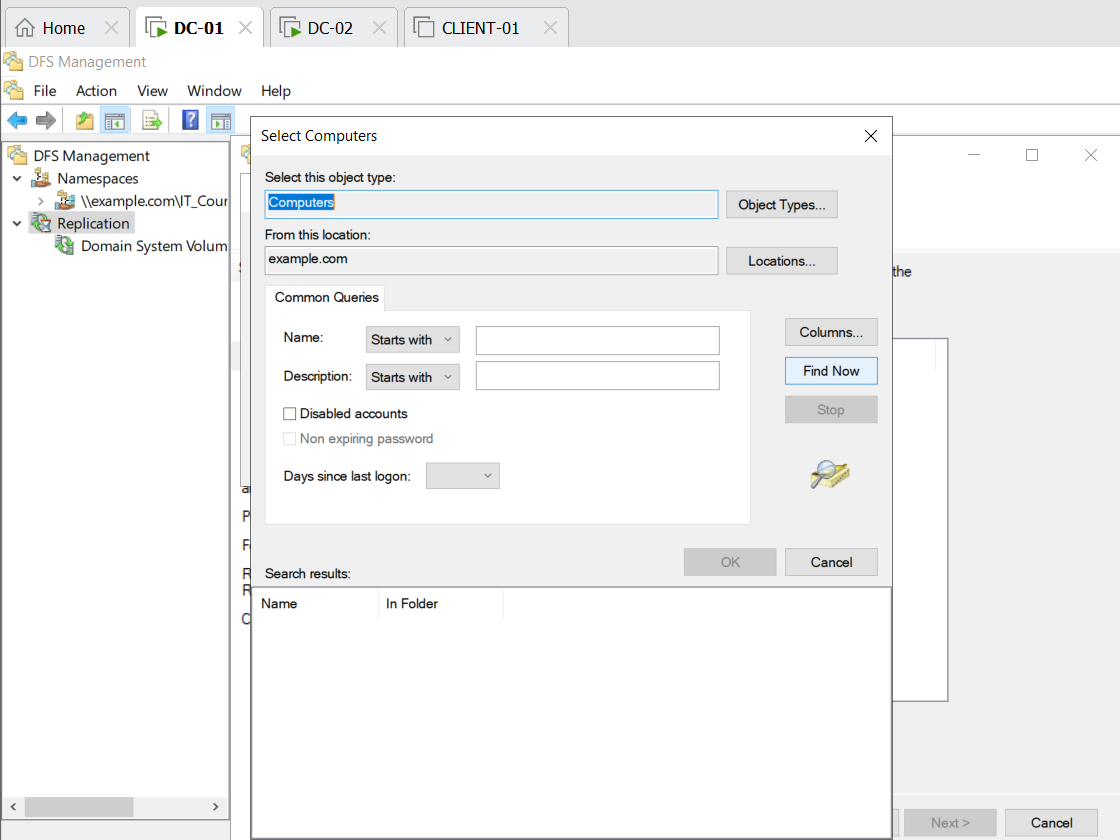 Home
DC-01
DC-02
CLIENT-01
DFS Management
File Action View Window Help
DFS Management
Namespaces
\\example.com\IT_Cour
Replication
Domain System Volum
Select Computers
Select this object type:
Computers
Object Types...
From this location:
example.com
Locations...
the
Common Queries
Name: Starts with
Description: Starts with
Disabled accounts
Non expiring password
Days since last logon:
Columns...
Find Now
Stop
OK
Cancel
Search results:
Name In Folder
Next >
Cancel